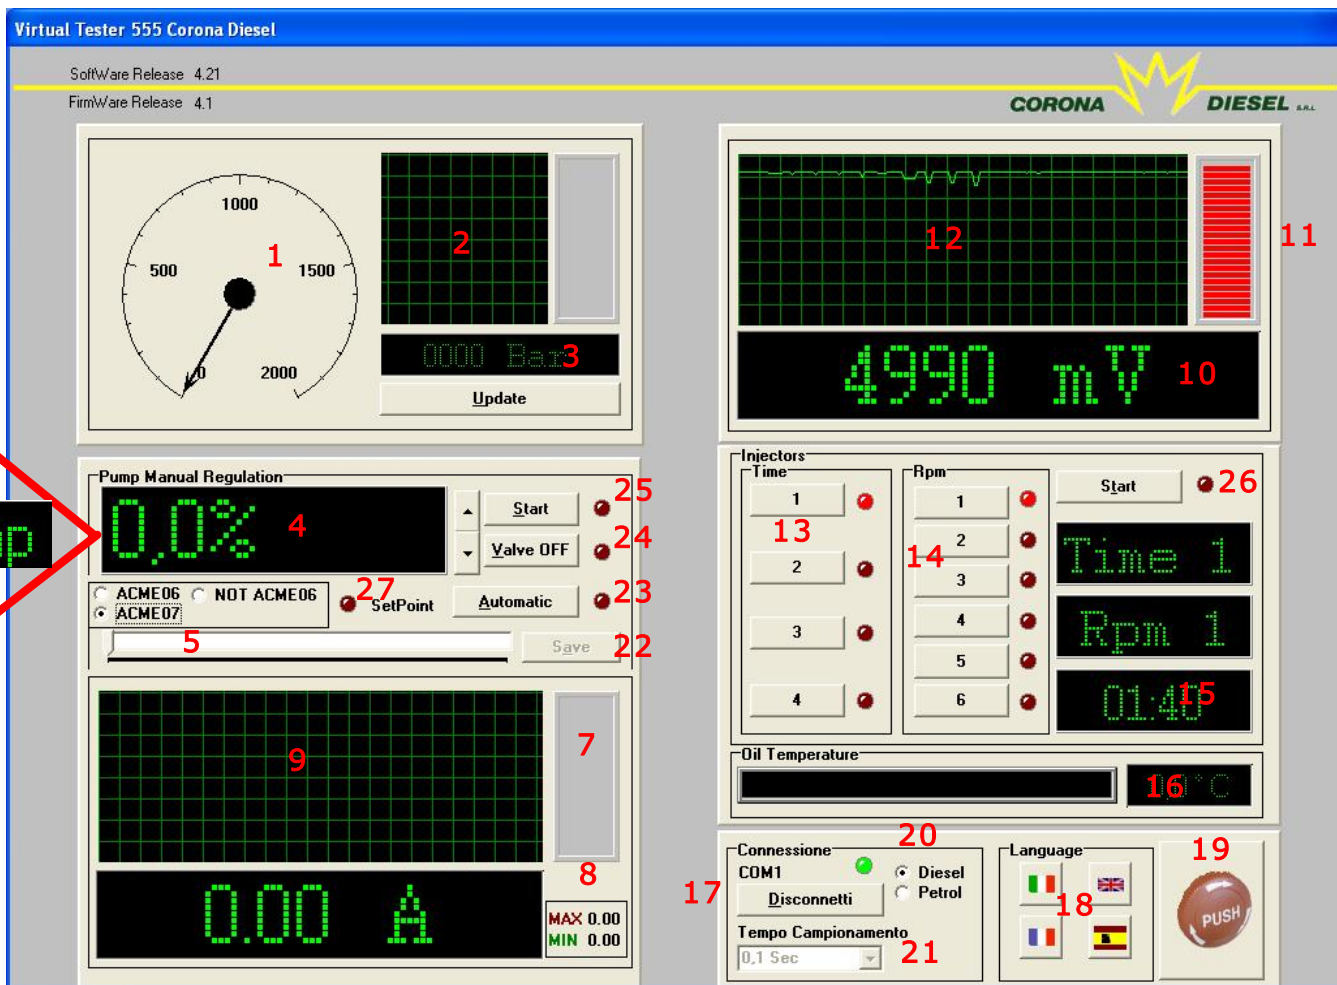 Virtual Tester 555 Corona Diesel
SoftWare Release 4.21
FirmWare Release 4.1
CORONA DIESEL S.R.L.
0
500
1000
1500
2000
1
2
0000 Bar
3
Update
12
11
4990 mV
10
Pump Manual Regulation
0,0%
4
Start
25
Valve OFF
24
ACME06
NOT ACME06
ACME07
27
SetPoint
Automatic
23
5
Save
22
9
7
8
0.00 A
MAX 0.00
MIN 0.00
Injectors
Time
1
13
2
3
4
Rpm
1
2
14
3
4
5
6
Start
26
Time 1
Rpm 1
01:40
15
Oil Temperature
16
°C
Connessione
COM1
20
Diesel
Petrol
17
Disconnetti
Tempo Campionamento
0,1 Sec
21
Language
18
19
PUSH